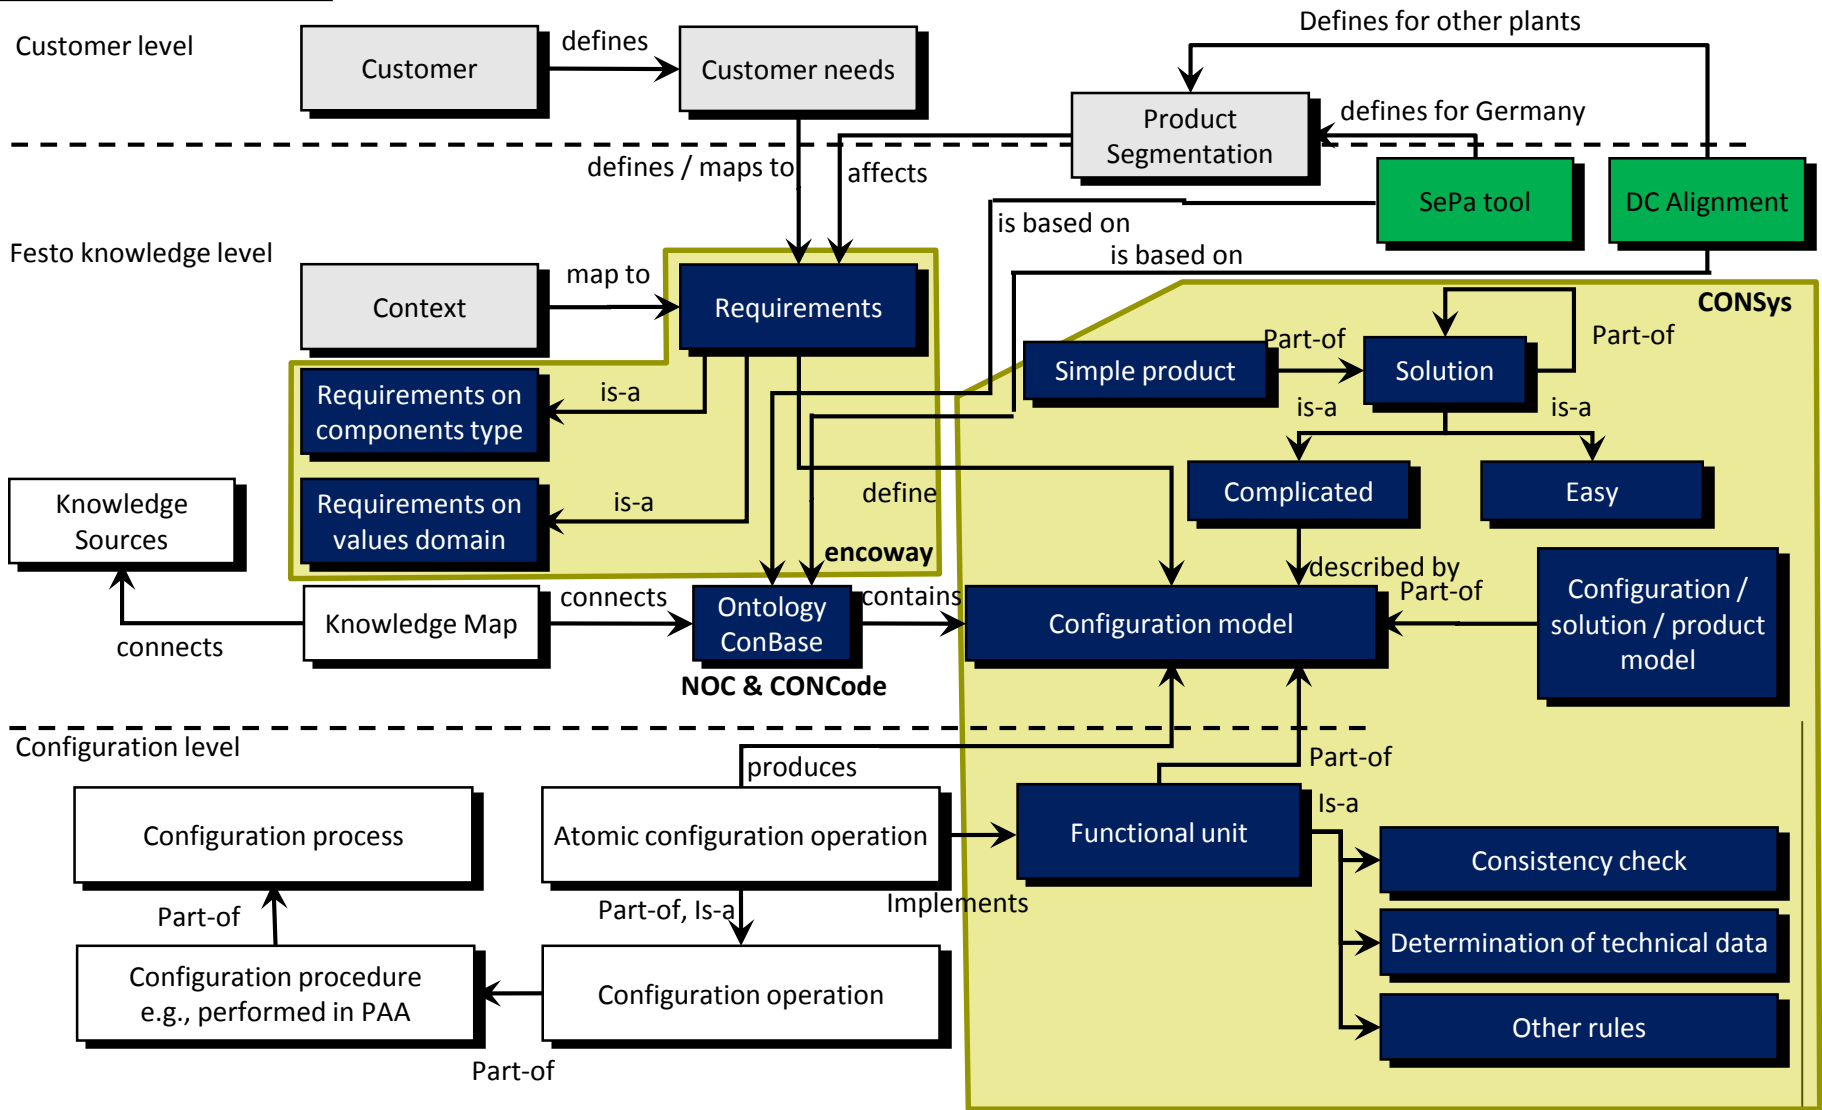 Customer level
Customer
defines
Customer needs
Defines for other plants
defines for Germany
Product
Segmentation
defines / maps to
affects
SePa tool
DC Alignment
is based on
is based on
Festo knowledge level
Context
map to
Requirements
CONSys
Simple product
Part-of
Solution
Part-of
Requirements on
components type
is-a
is-a
is-a
Complicated
Easy
Knowledge
Sources
Requirements on
values domain
is-a
define
encoway
described by
Part-of
Configuration /
solution / product
model
connects
Knowledge Map
connects
Ontology
ConBase
contains
Configuration model
NOC & CONCode
Configuration level
produces
Part-of
Configuration process
Atomic configuration operation
Functional unit
Is-a
Consistency check
Part-of
Part-of, Is-a
Implements
Determination of technical data
Configuration procedure
e.g., performed in PAA
Configuration operation
Other rules
Part-of